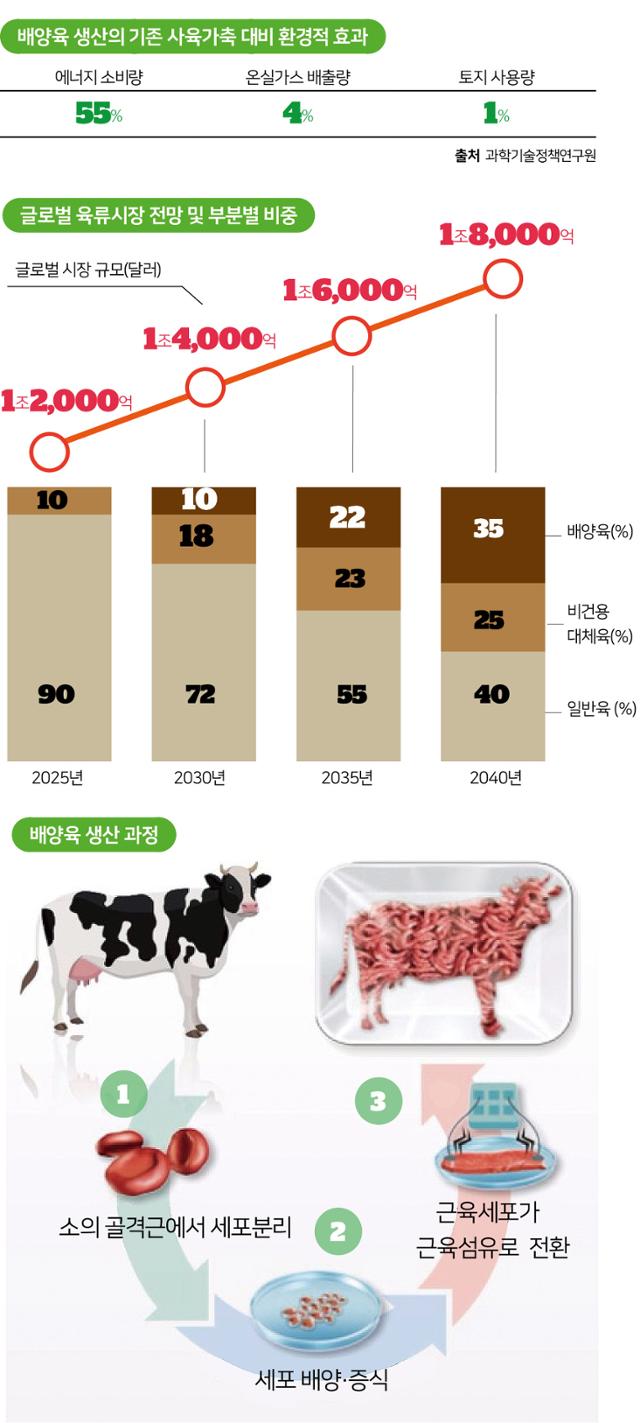 배양육 생산의 기존 사육가축 대비 환경적 효과
에너지 소비량 온실가스 배출량 토지 사용량
55% 4% 1%
출처 과학기술정책연구원
글로벌 육류시장 전망 및 부분별 비중
글로벌 시장 규모(달러)
1조2,000억
1조4,000억
1조6,000억
1조8,000억
10
90
2025년
10
18
72
2030년
22
23
55
2035년
35
25
40
2040년
배양육(%)
비건용
대체육(%)
일반육 (%)
배양육 생산 과정
1
소의 골격근에서 세포분리
2
세포 배양·증식
3
근육세포가
근육섬유로 전환